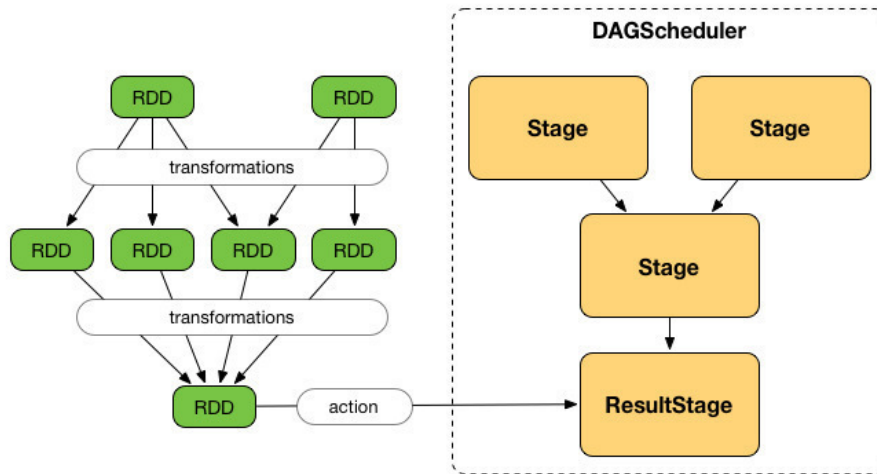 DAGScheduler
RDD
RDD
Stage
Stage
transformations
RDD
RDD
RDD
RDD
Stage
transformations
RDD
action
ResultStage